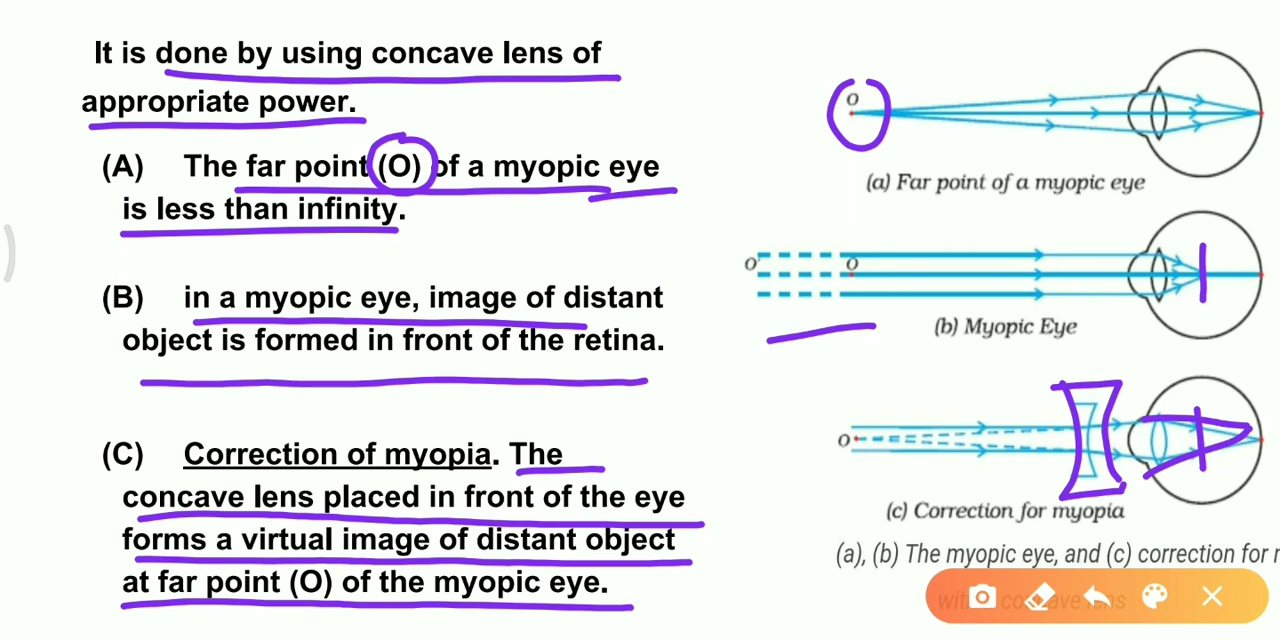 It is done by using concave lens of
appropriate power.
(A) The far point (O) of a myopic eye
is less than infinity.
(B) in a myopic eye, image of distant
object is formed in front of the retina.
(C) Correction of myopia. The
concave lens placed in front of the eye
forms a virtual image of distant object
at far point (O) of the myopic eye.
O
(a) Far point of a myopic eye
O' O
(b) Myopic Eye
O
(c) Correction for myopia
(a), (b) The myopic eye, and (c) correction for